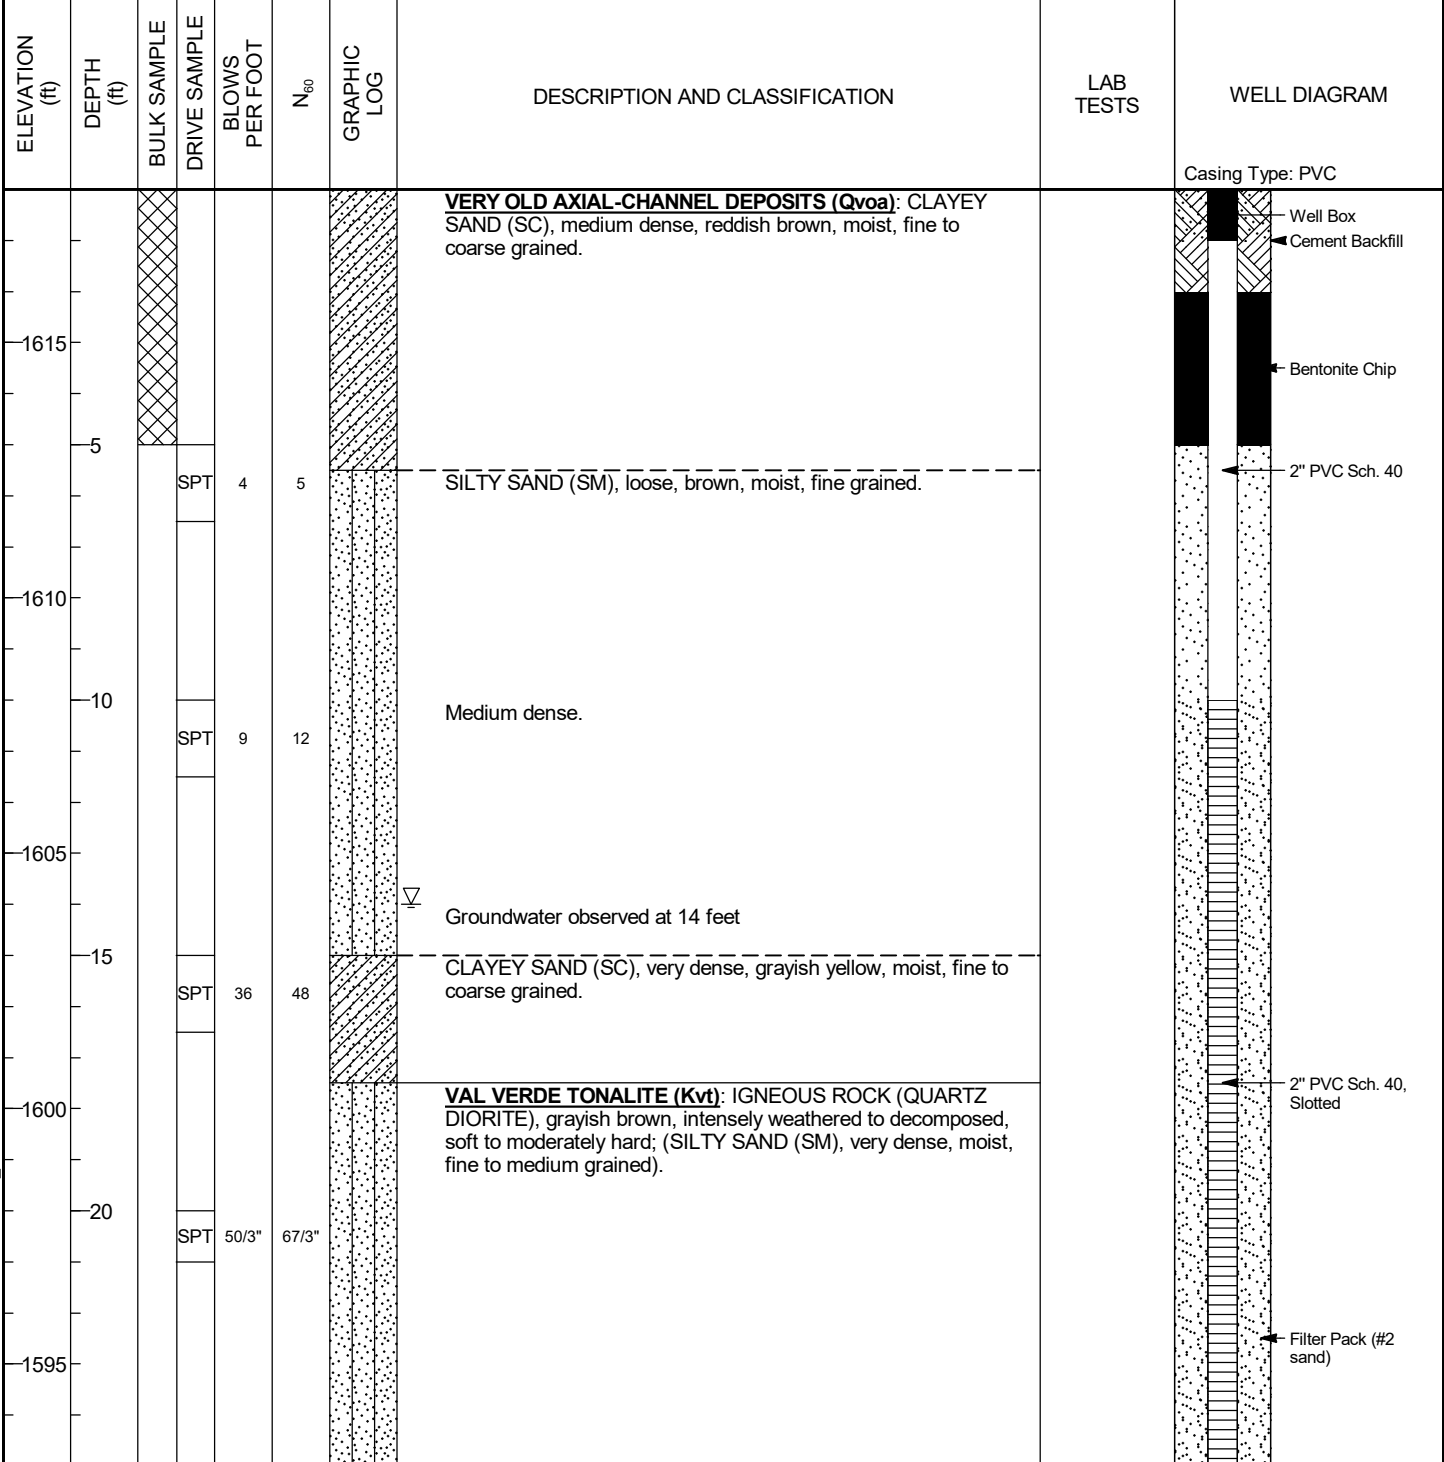 ELEVATION
(ft)
DEPTH
(ft)
BULK SAMPLE
DRIVE SAMPLE
BLOWS
PER FOOT
N60
GRAPHIC
LOG
DESCRIPTION AND CLASSIFICATION
LAB
TESTS
WELL DIAGRAM
Casing Type: PVC
VERY OLD AXIAL-CHANNEL DEPOSITS (Qvoa): CLAYEY
SAND (SC), medium dense, reddish brown, moist, fine to
coarse grained.
Well Box
Cement Backfill
1615
Bentonite Chip
5
SPT 4 5
SILTY SAND (SM), loose, brown, moist, fine grained.
2" PVC Sch. 40
1610
10
Medium dense.
SPT 9 12
1605
Groundwater observed at 14 feet
15
CLAYEY SAND (SC), very dense, grayish yellow, moist, fine to
coarse grained.
SPT 36 48
2" PVC Sch. 40,
Slotted
1600
VAL VERDE TONALITE (Kvt): IGNEOUS ROCK (QUARTZ
DIORITE), grayish brown, intensely weathered to decomposed,
soft to moderately hard; (SILTY SAND (SM), very dense, moist,
fine to medium grained).
20
SPT 50/3" 67/3"
Filter Pack (#2
sand)
1595